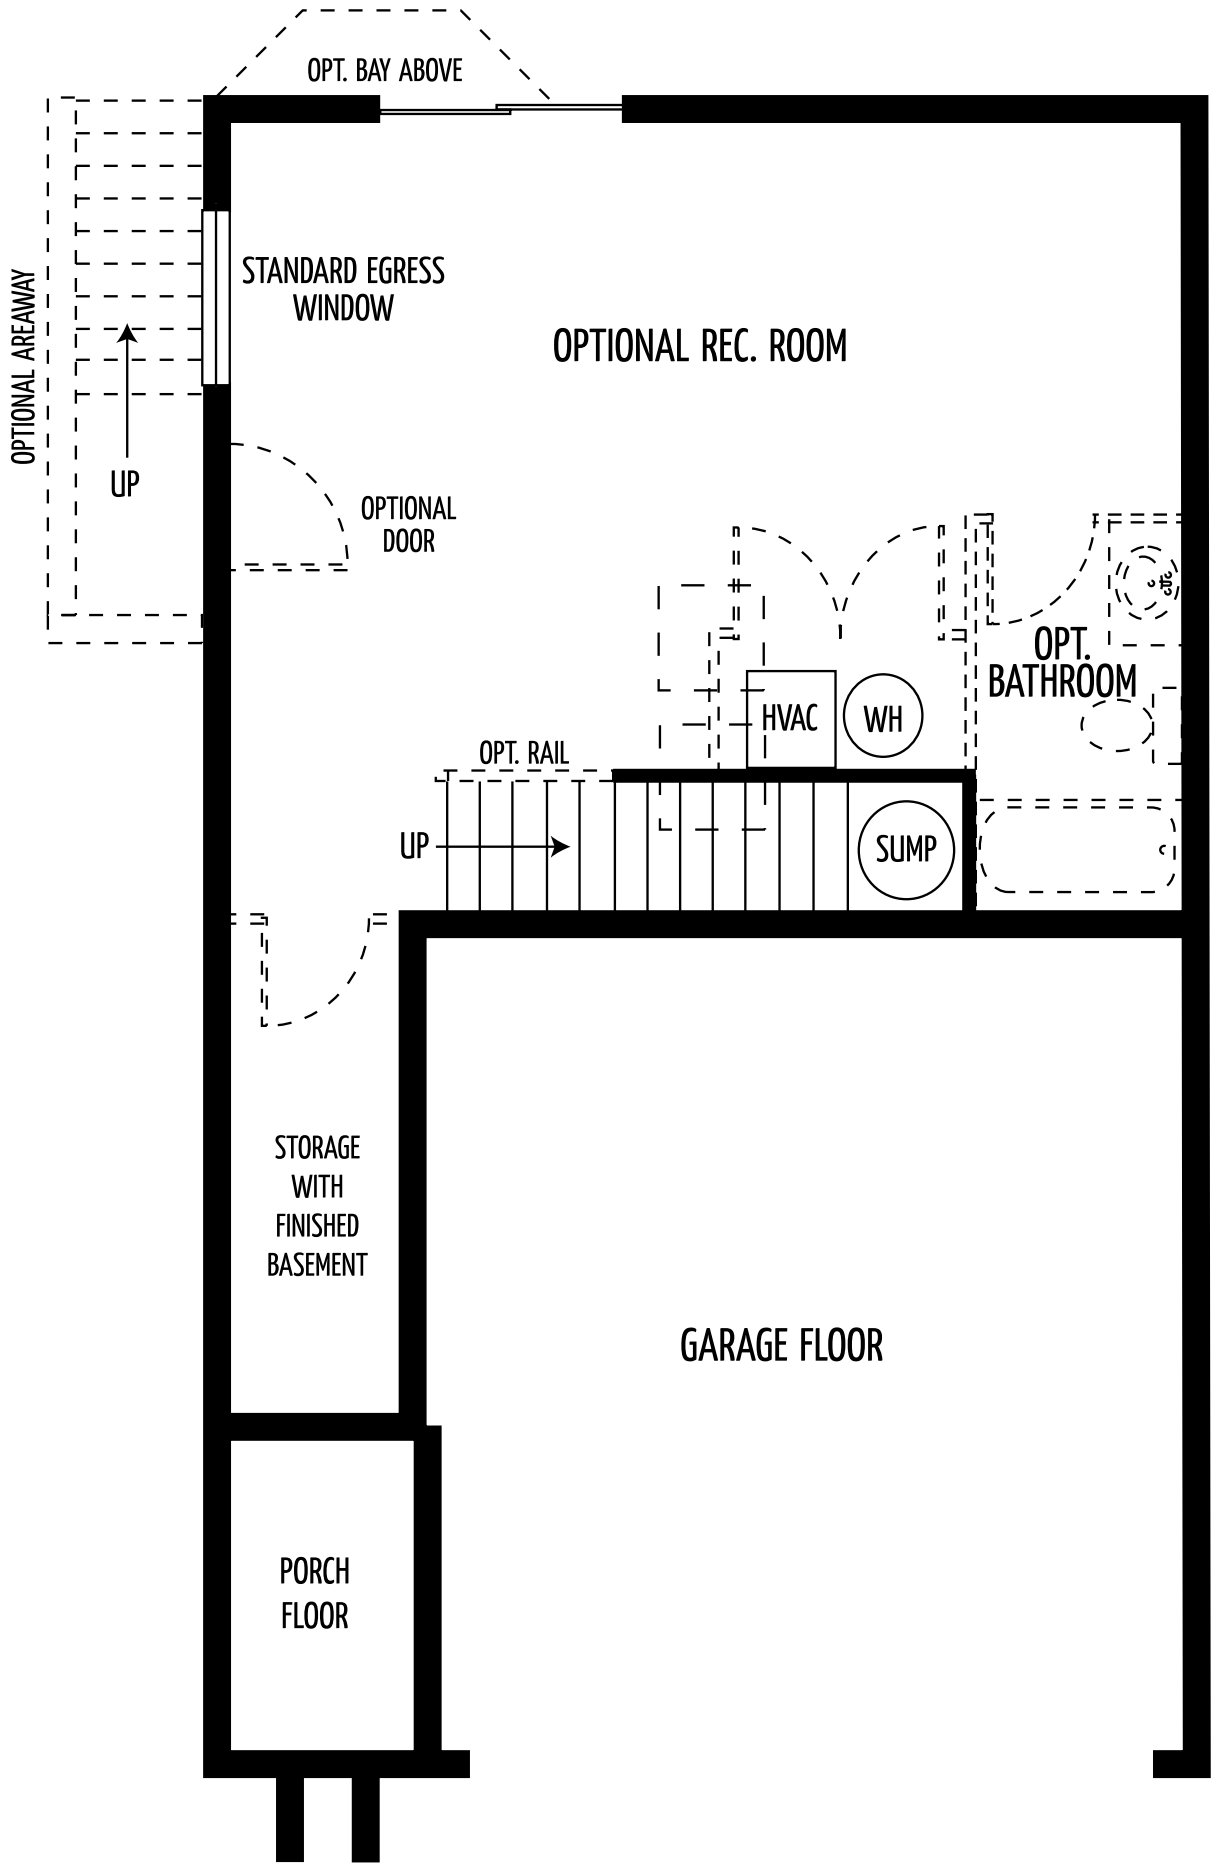 OPT. BAY ABOVE
OPTIONAL AREAWAY
STANDARD EGRESS
WINDOW
OPTIONAL REC. ROOM
UP
OPTIONAL
DOOR
OPT.
BATHROOM
HVAC
WH
OPT. RAIL
UP
SUMP
STORAGE
WITH
FINISHED
BASEMENT
GARAGE FLOOR
PORCH
FLOOR